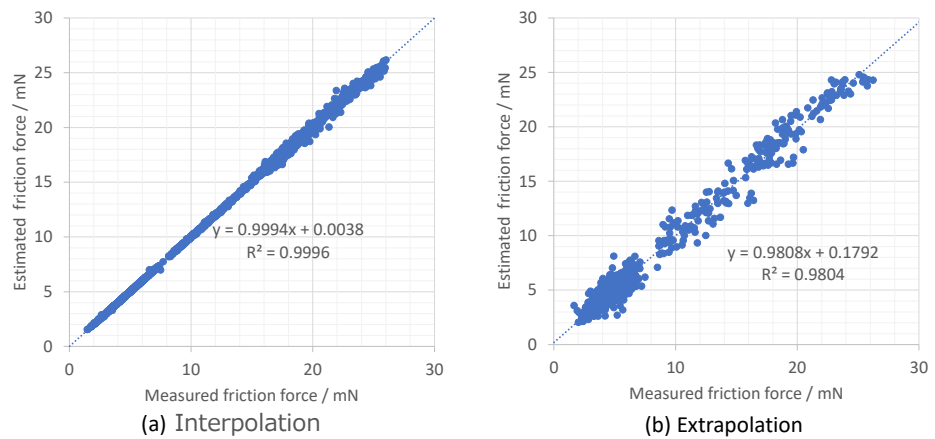 30
25
20
15
10
5
0
Estimated friction force / mN
y = 0.9994x + 0.0038
R² = 0.9996
0 10 20 30
Measured friction force / mN
(a) Interpolation
30
25
20
15
10
5
0
Estimated friction force / mN
y = 0.9808x + 0.1792
R² = 0.9804
0 10 20 30
Measured friction force / mN
(b) Extrapolation